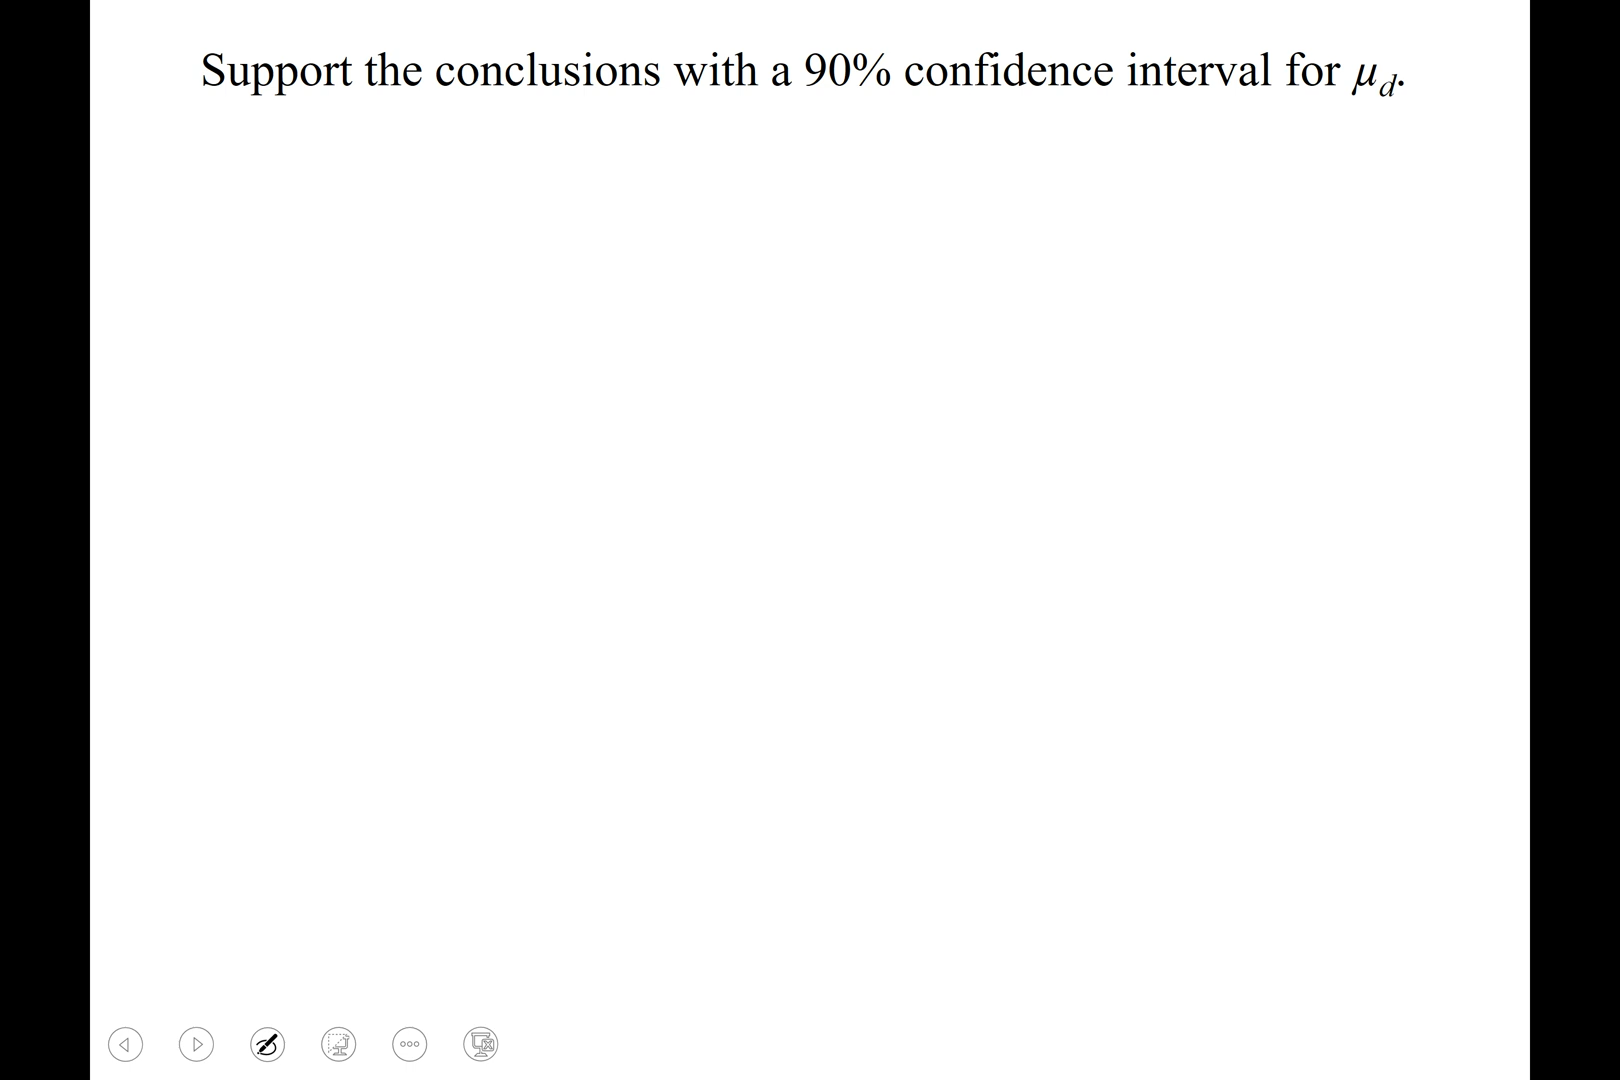 Support the conclusions with a 90% confidence interval for μd.